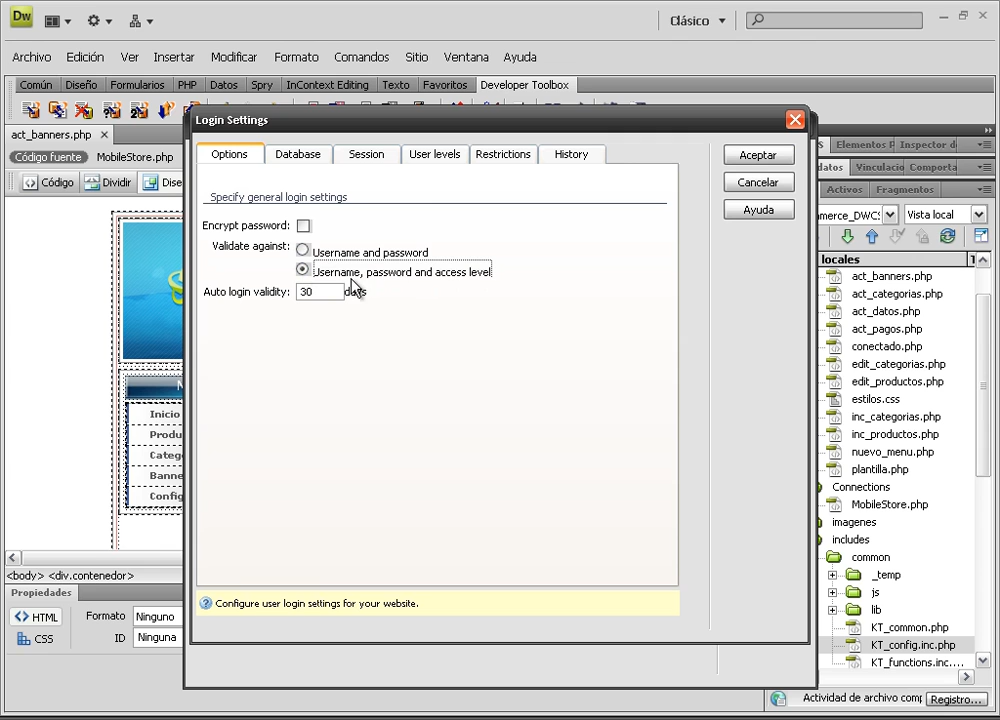 Dw
Clásico
Archivo Edición Ver Insertar Modificar Formato Comandos Sitio Ventana Ayuda
Común Diseño Formularios PHP Datos Spry InContext Editing Texto Favoritos Developer Toolbox
act_banners.php
Código fuente MobileStore.php
Código Dividir
Login Settings
Options Database Session User levels Restrictions History
Specify general login settings
Encrypt password:
Validate against: Username and password
Username, password and access level
Auto login validity: 30 days
Configure user login settings for your website.
Aceptar
Cancelar
Ayuda
Inicio
Elementos Inspector d
Vinculacio Comporta
Activos Fragmentos
Vista local
locales
act_banners.php
act_categorias.php
act_datos.php
act_pagos.php
conectado.php
edit_categorias.php
edit_productos.php
estilos.css
inc_categorias.php
inc_productos.php
nuevo_menu.php
plantilla.php
Connections
MobileStore.php
imagenes
includes
common
_temp
js
lib
KT_common.php
KT_config.inc.php
KT_functions.inc....
<body> <div.contenedor>
Propiedades
HTML Formato Ninguno
CSS ID Ninguna
Actividad de archivo comp Registro...